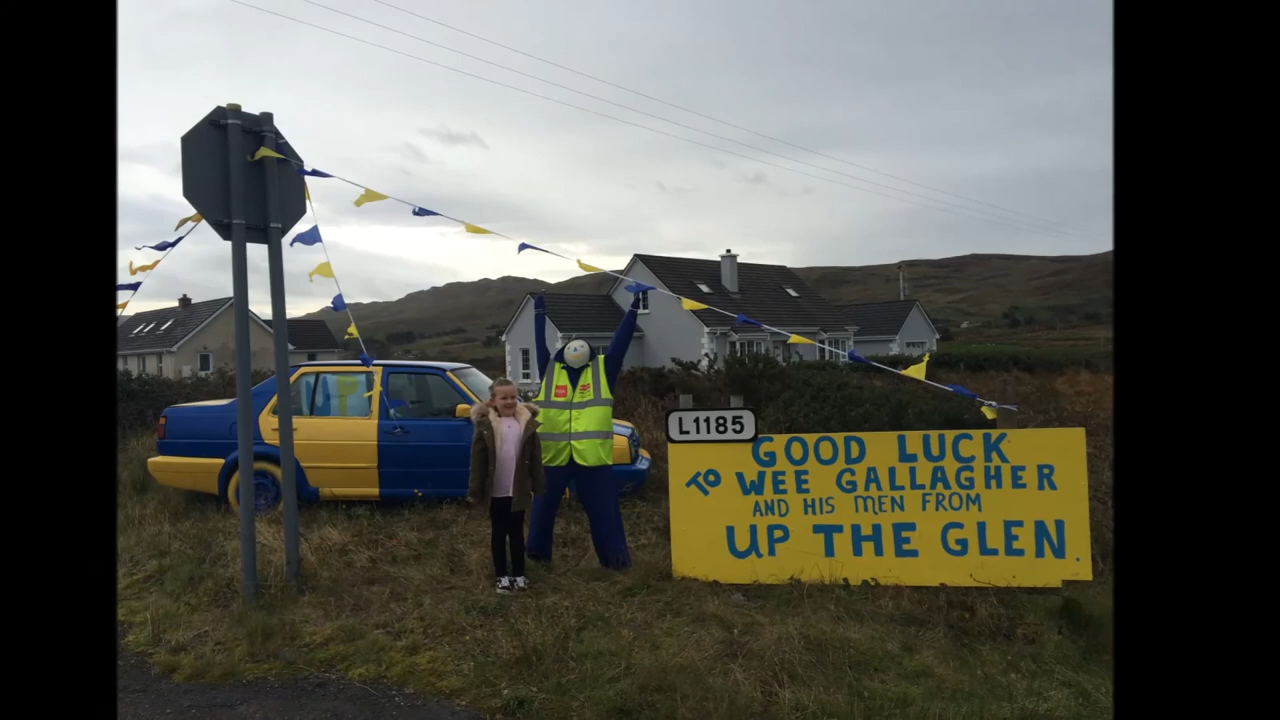 L1185
GOOD LUCK
TO WEE GALLAGHER
AND HIS MEN FROM
UP THE GLEN.